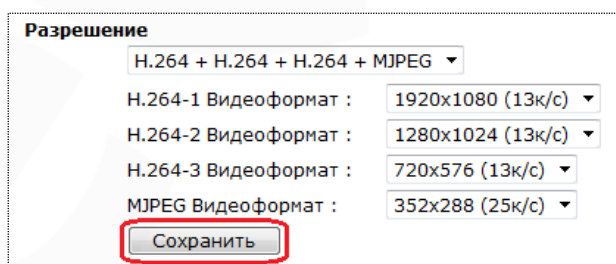 Разрешение
H.264 + H.264 + H.264 + MJPEG
H.264-1 Видеоформат : 1920x1080 (13к/с)
H.264-2 Видеоформат : 1280x1024 (13к/с)
H.264-3 Видеоформат : 720x576 (13к/с)
MJPEG Видеоформат : 352x288 (25к/с)
Сохранить